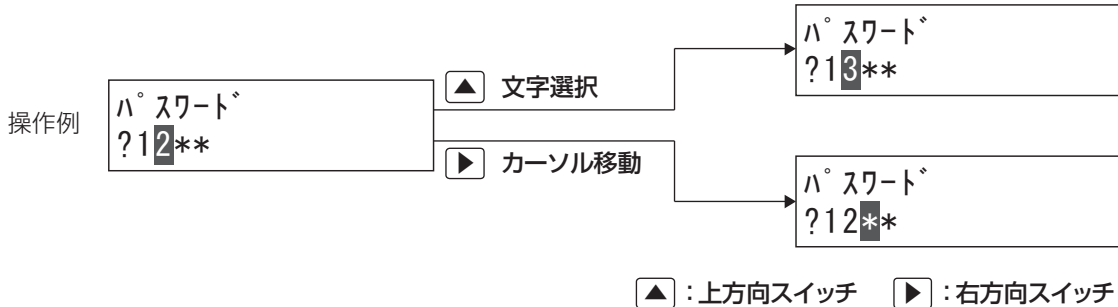 操作例
ﾊﾟｽﾜｰﾄﾞ
?12**
▲ 文字選択
▶ カーソル移動
ﾊﾟｽﾜｰﾄﾞ
?13**
ﾊﾟｽﾜｰﾄﾞ
?12**
▲：上方向スイッチ ▶：右方向スイッチ